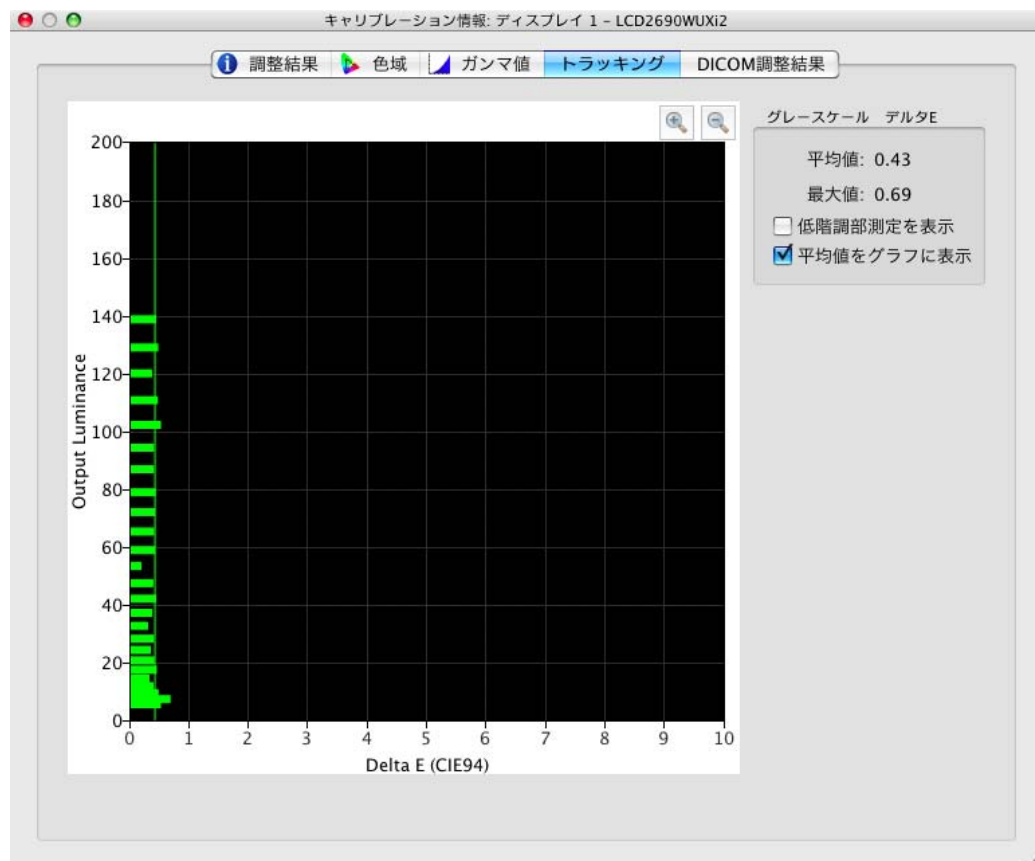 キャリブレーション情報: ディスプレイ 1 – LCD2690WUXi2
調整結果
色域
ガンマ値
トラッキング
DICOM調整結果
グレースケール デルタE
平均値: 0.43
最大値: 0.69
低階調部測定を表示
平均値をグラフに表示
200
180
160
140
120
100
80
60
40
20
0
Output Luminance
0 1 2 3 4 5 6 7 8 9 10
Delta E (CIE94)